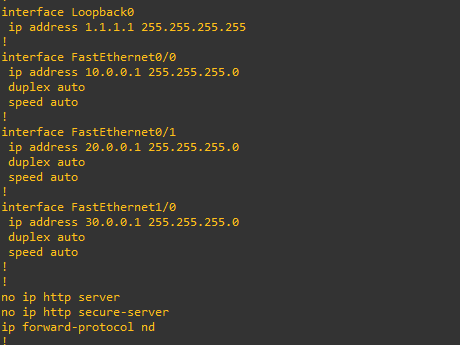 interface Loopback0
 ip address 1.1.1.1 255.255.255.255
!
interface FastEthernet0/0
 ip address 10.0.0.1 255.255.255.0
 duplex auto
 speed auto
!
interface FastEthernet0/1
 ip address 20.0.0.1 255.255.255.0
 duplex auto
 speed auto
!
interface FastEthernet1/0
 ip address 30.0.0.1 255.255.255.0
 duplex auto
 speed auto
!
!
no ip http server
no ip http secure-server
ip forward-protocol nd
!